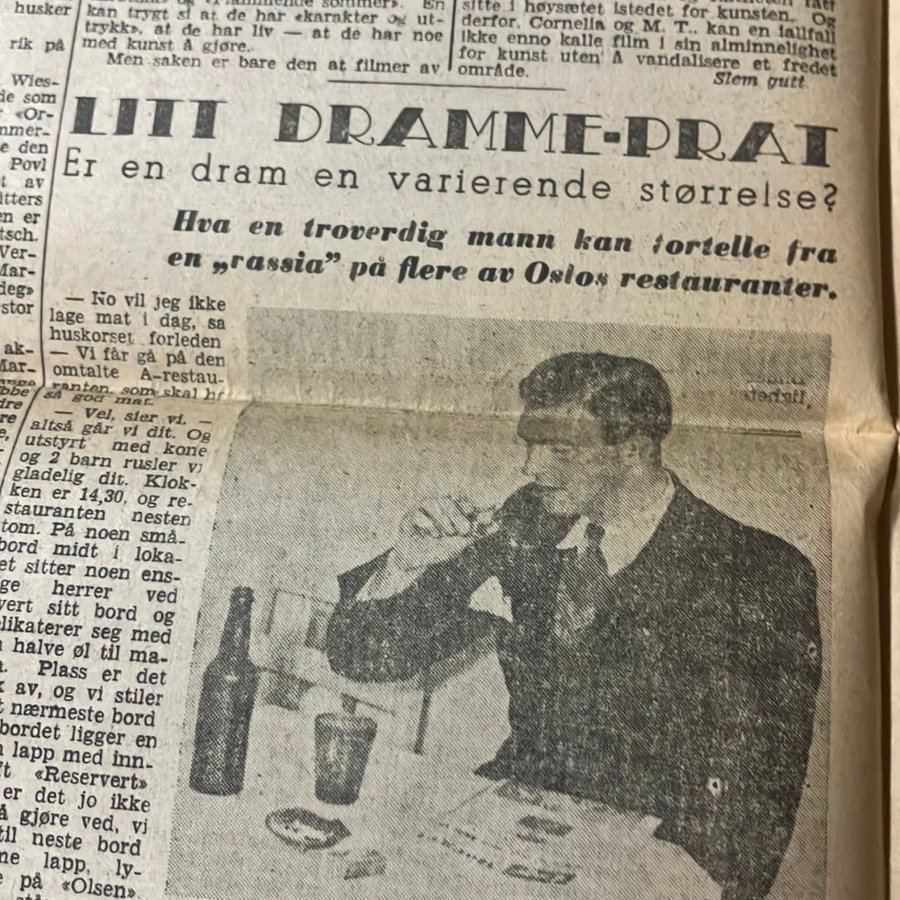 husker
rik på
Wies-
de som
«Or-
mmer-
e den
Povl
t av
itters
en er
tsch.
Ver-
Mar-
deg»
stor
ak-
Mar-
dre
re
kan trygt si at de har «karakter og ut-
trykk», at de har liv — at de har noe
med kunst å gjøre.
Men saken er bare den at filmer av
sitte i høysætet istedet for kunsten. Og
derfor, Cornelia og M. T., kan en iallfall
ikke enno kalle film i sin alminnelighet
for kunst uten å vandalisere et fredet
område.
Slem gutt.
LITT DRAMME-PRAT
Er en dram en varierende størrelse?
Hva en troverdig mann kan fortelle fra
en „rassia” på flere av Oslos restauranter.
— No vil jeg ikke
lage mat i dag, sa
huskorset forleden
— Vi får gå på den
omtalte A-restau-
ranten som skal ha
så god mat.
— Vel, sier vi, —
altså går vi dit. Og
utstyrt med kone
og 2 barn rusler vi
gladelig dit. Klok-
ken er 14,30, og re-
stauranten nesten
tom. På noen små-
bord midt i loka-
et sitter noen ens-
ge herrer ved
vert sitt bord og
likaterer seg med
halve øl til ma-
Plass er det
av, og vi stiler
t nærmeste bord
bordet ligger en
lapp med inn-
ft «Reservert»
er det jo ikke
å gjøre ved, vi
til neste bord
ne lapp, ly-
e på «Olsen»